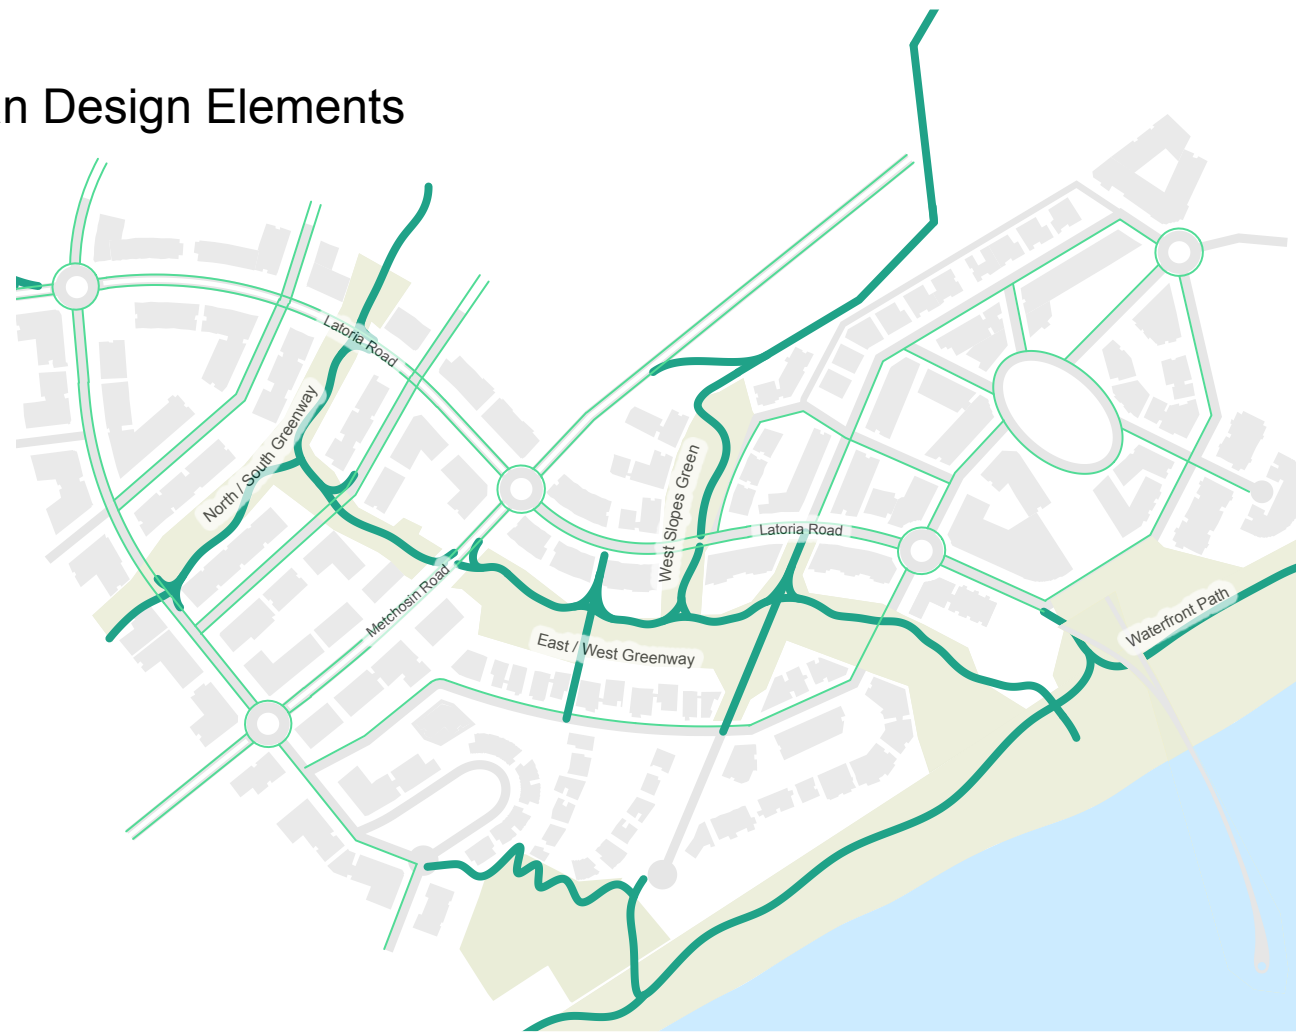 n Design Elements
Latoria Road
North / South Greenway
West Slopes Green
Latoria Road
Metchosin Road
East / West Greenway
Waterfront Path